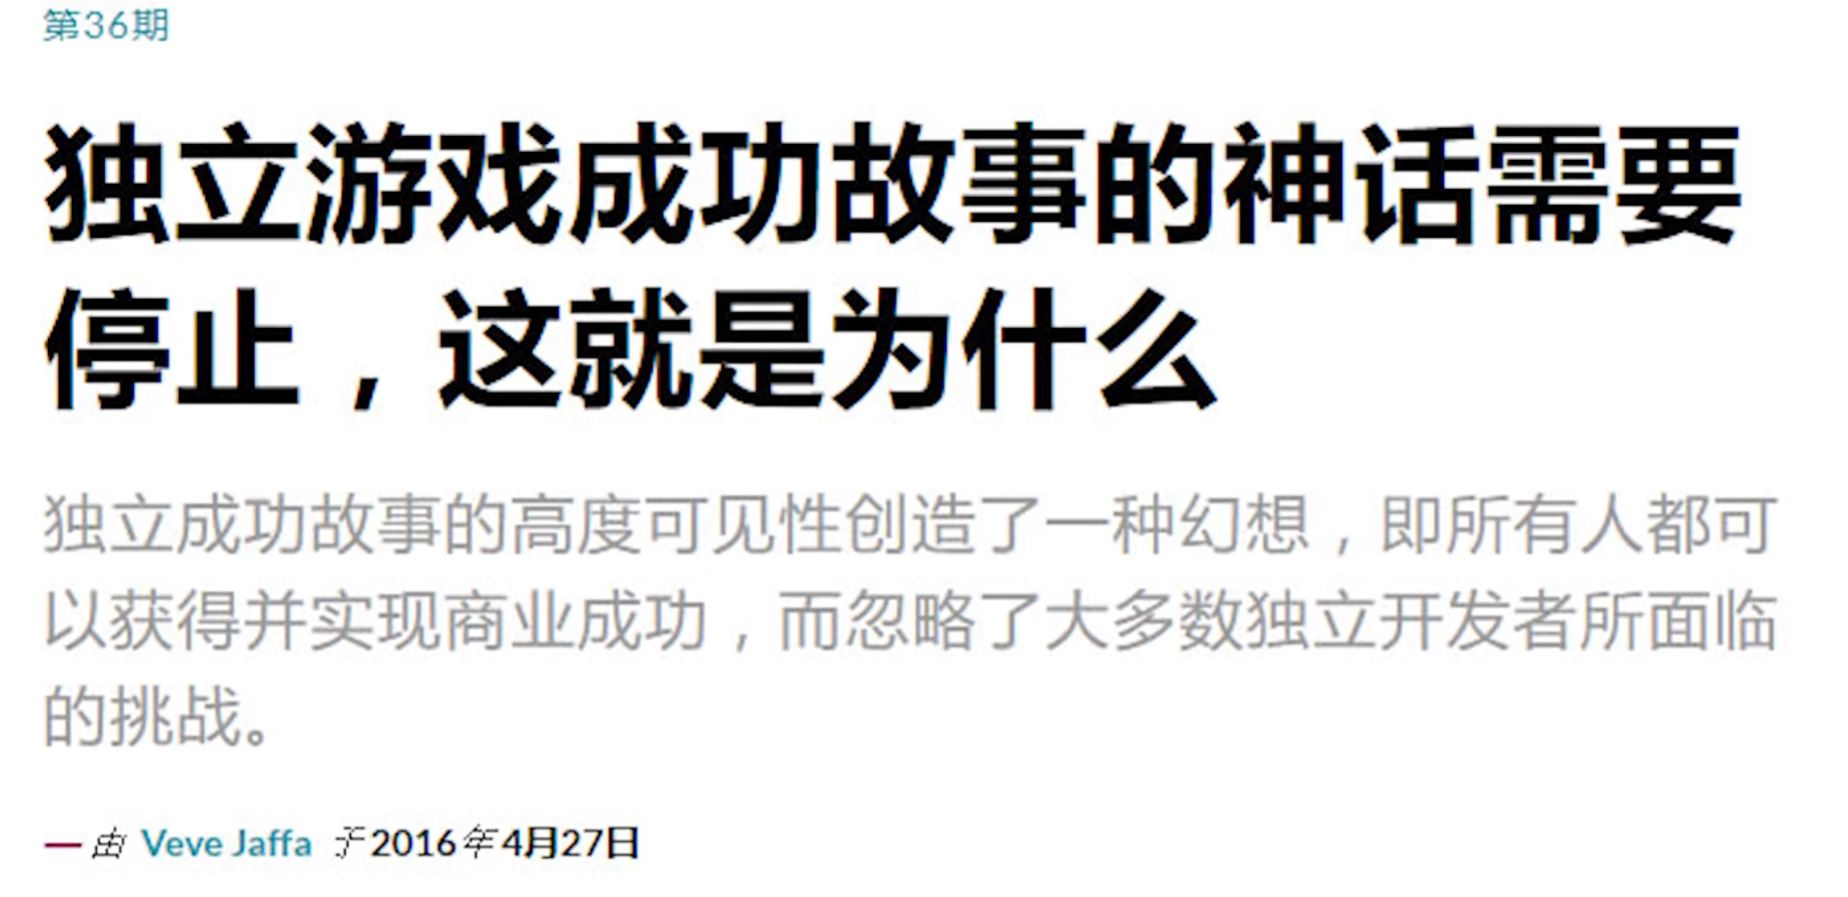 第36期
独立游戏成功故事的神话需要
停止，这就是为什么
独立成功故事的高度可见性创造了一种幻想，即所有人都可
以获得并实现商业成功，而忽略了大多数独立开发者所面临
的挑战。
— 由 Veve Jaffa 于2016年4月27日